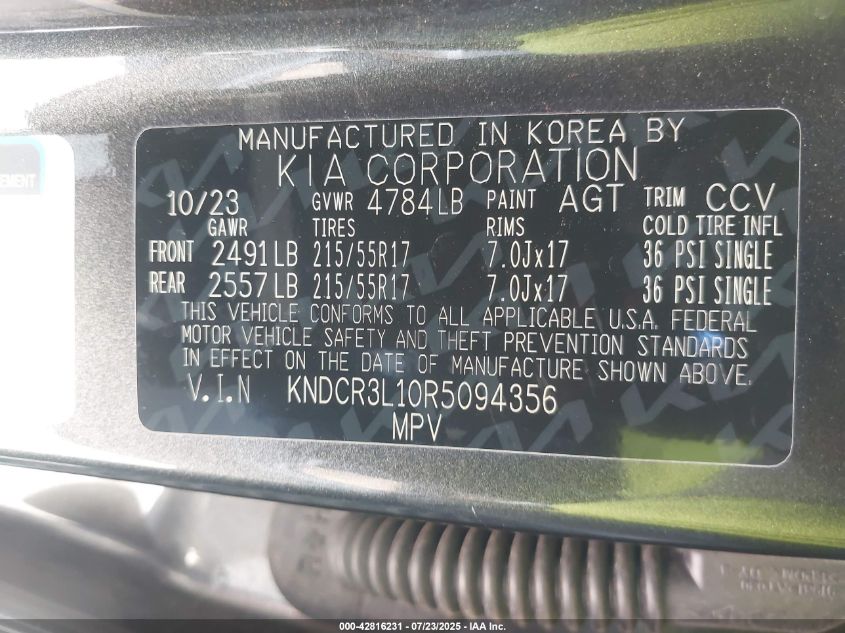 EMENT
MANUFACTURED IN KOREA BY
KIA CORPORATION
10/23 GVWR 4784LB PAINT AGT TRIM CCV
GAWR TIRES RIMS COLD TIRE INFL
FRONT 2491LB 215/55R17 7.0Jx17 36 PSI SINGLE
REAR 2557LB 215/55R17 7.0Jx17 36 PSI SINGLE
THIS VEHICLE CONFORMS TO ALL APPLICABLE U.S.A. FEDERAL
MOTOR VEHICLE SAFETY AND THEFT PREVENTION STANDARDS
IN EFFECT ON THE DATE OF MANUFACTURE SHOWN ABOVE.
V.I.N KNDCR3L10R5094356
MPV
000-42816231 - 07/23/2025 - IAA Inc.